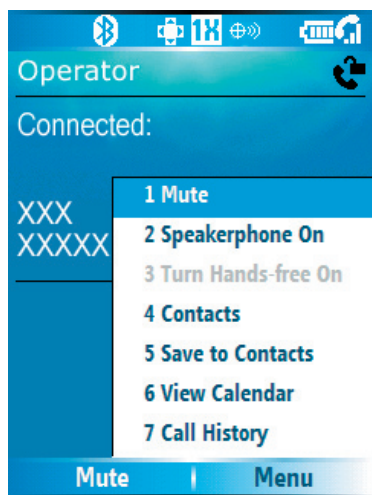 1X
Operator
Connected:
XXX
XXXXX
1 Mute
2 Speakerphone On
3 Turn Hands-free On
4 Contacts
5 Save to Contacts
6 View Calendar
7 Call History
Mute Menu